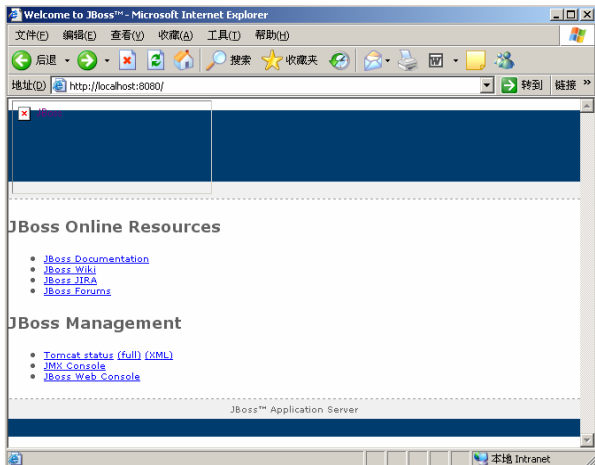 Welcome to JBoss™ - Microsoft Internet Explorer
文件(F) 编辑(E) 查看(V) 收藏(A) 工具(T) 帮助(H)
后退 搜索 收藏夹
地址(D) http://localhost:8080/ 转到 链接 »
JBoss
JBoss Online Resources
JBoss Documentation
JBoss Wiki
JBoss JIRA
JBoss Forums
JBoss Management
Tomcat status (full) (XML)
JMX Console
JBoss Web Console
JBoss™ Application Server
本地 Intranet